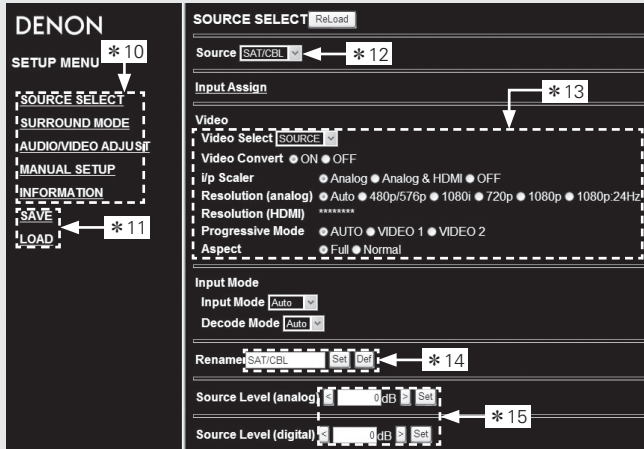 DENON
SETUP MENU
*10
SOURCE SELECT
SURROUND MODE
AUDIO/VIDEO ADJUST
MANUAL SETUP
INFORMATION
SAVE
LOAD
*11
SOURCE SELECT ReLoad
Source SAT/CBL *12
Input Assign
*13
Video
Video Select SOURCE
Video Convert ON OFF
i/p Scaler Analog Analog & HDMI OFF
Resolution (analog) Auto 480p/576p 1080i 720p 1080p 1080p:24Hz
Resolution (HDMI) ********
Progressive Mode AUTO VIDEO 1 VIDEO 2
Aspect Full Normal
Input Mode
Input Mode Auto
Decode Mode Auto
Rename SAT/CBL Set Def *14
Source Level (analog) < 0 dB > Set
*15
Source Level (digital) < 0 dB > Set